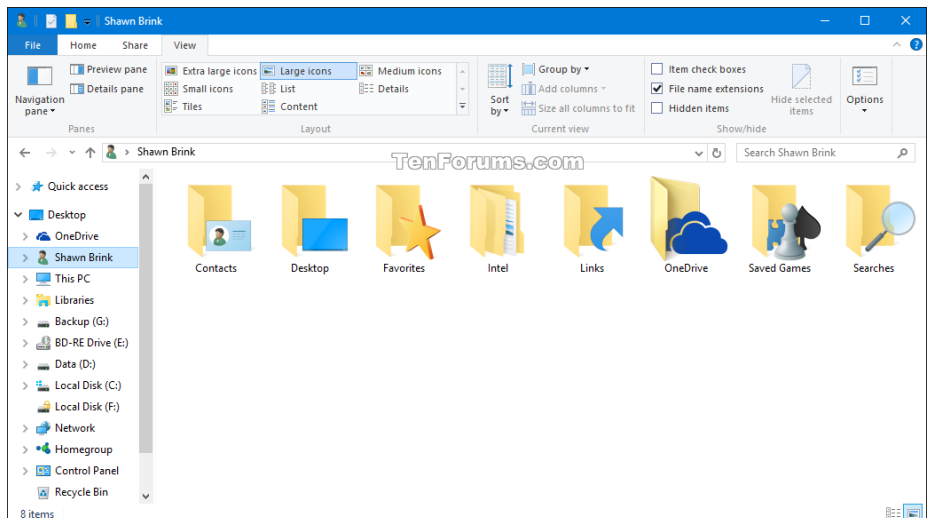 Shawn Brink
File Home Share View
Preview pane
Details pane
Navigation pane
Panes
Extra large icons Large icons Medium icons
Small icons List Details
Tiles Content
Layout
Sort by
Group by
Add columns
Size all columns to fit
Current view
Item check boxes
File name extensions
Hidden items
Hide selected items
Show/hide
Options
Shawn Brink
Search Shawn Brink
TenForums.com
Quick access
Desktop
OneDrive
Shawn Brink
This PC
Libraries
Backup (G:)
BD-RE Drive (E:)
Data (D:)
Local Disk (C:)
Local Disk (F:)
Network
Homegroup
Control Panel
Recycle Bin
Contacts Desktop Favorites Intel Links OneDrive Saved Games Searches
8 items